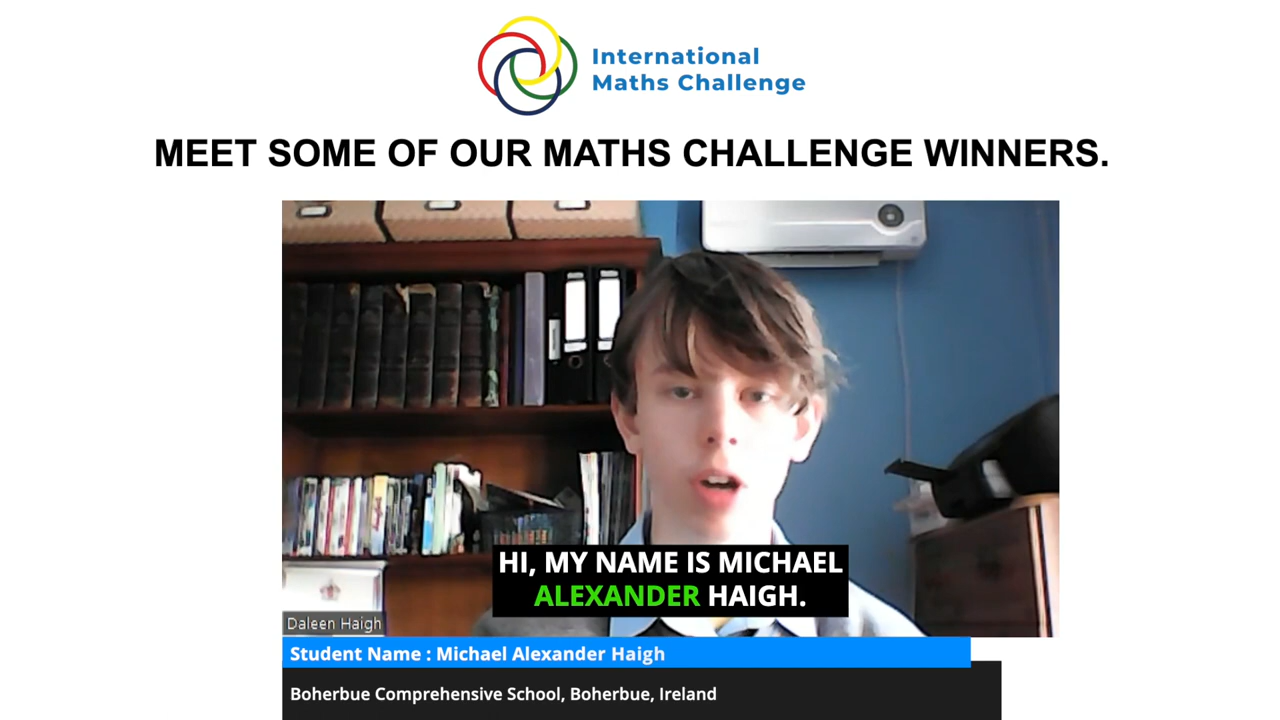 International
Maths Challenge
MEET SOME OF OUR MATHS CHALLENGE WINNERS.
HI, MY NAME IS MICHAEL
ALEXANDER HAIGH.
Daleen Haigh
Student Name : Michael Alexander Haigh
Boherbue Comprehensive School, Boherbue, Ireland